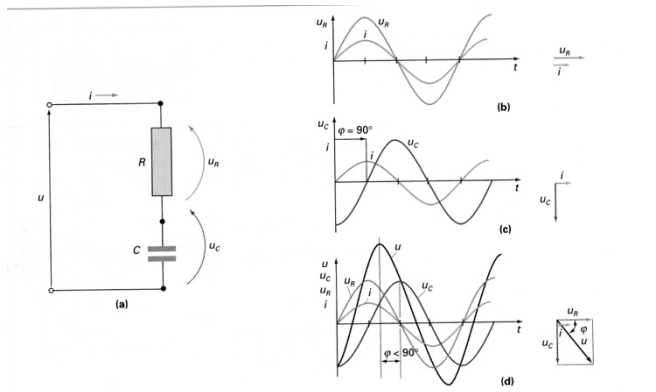 i
u
R
u_R
C
u_C
(a)
u_R
i
u_R
i
t
u_R
i
(b)
u_C
i
φ = 90°
i
u_C
t
i
u_C
(c)
u
u_C
u_R
i
u_R
i
u
u_C
t
φ < 90°
u_R
i
φ
u_C
u
(d)